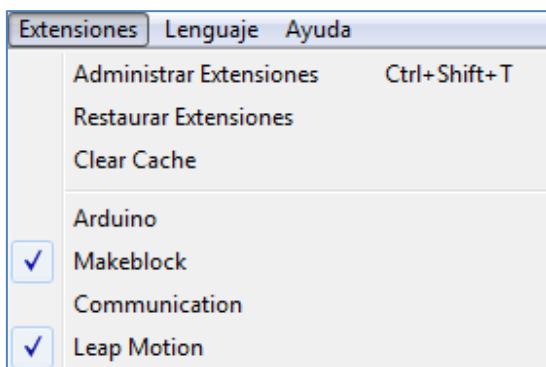 Extensiones Lenguaje Ayuda
Administrar Extensiones Ctrl+Shift+T
Restaurar Extensiones
Clear Cache
Arduino
Makeblock
Communication
Leap Motion